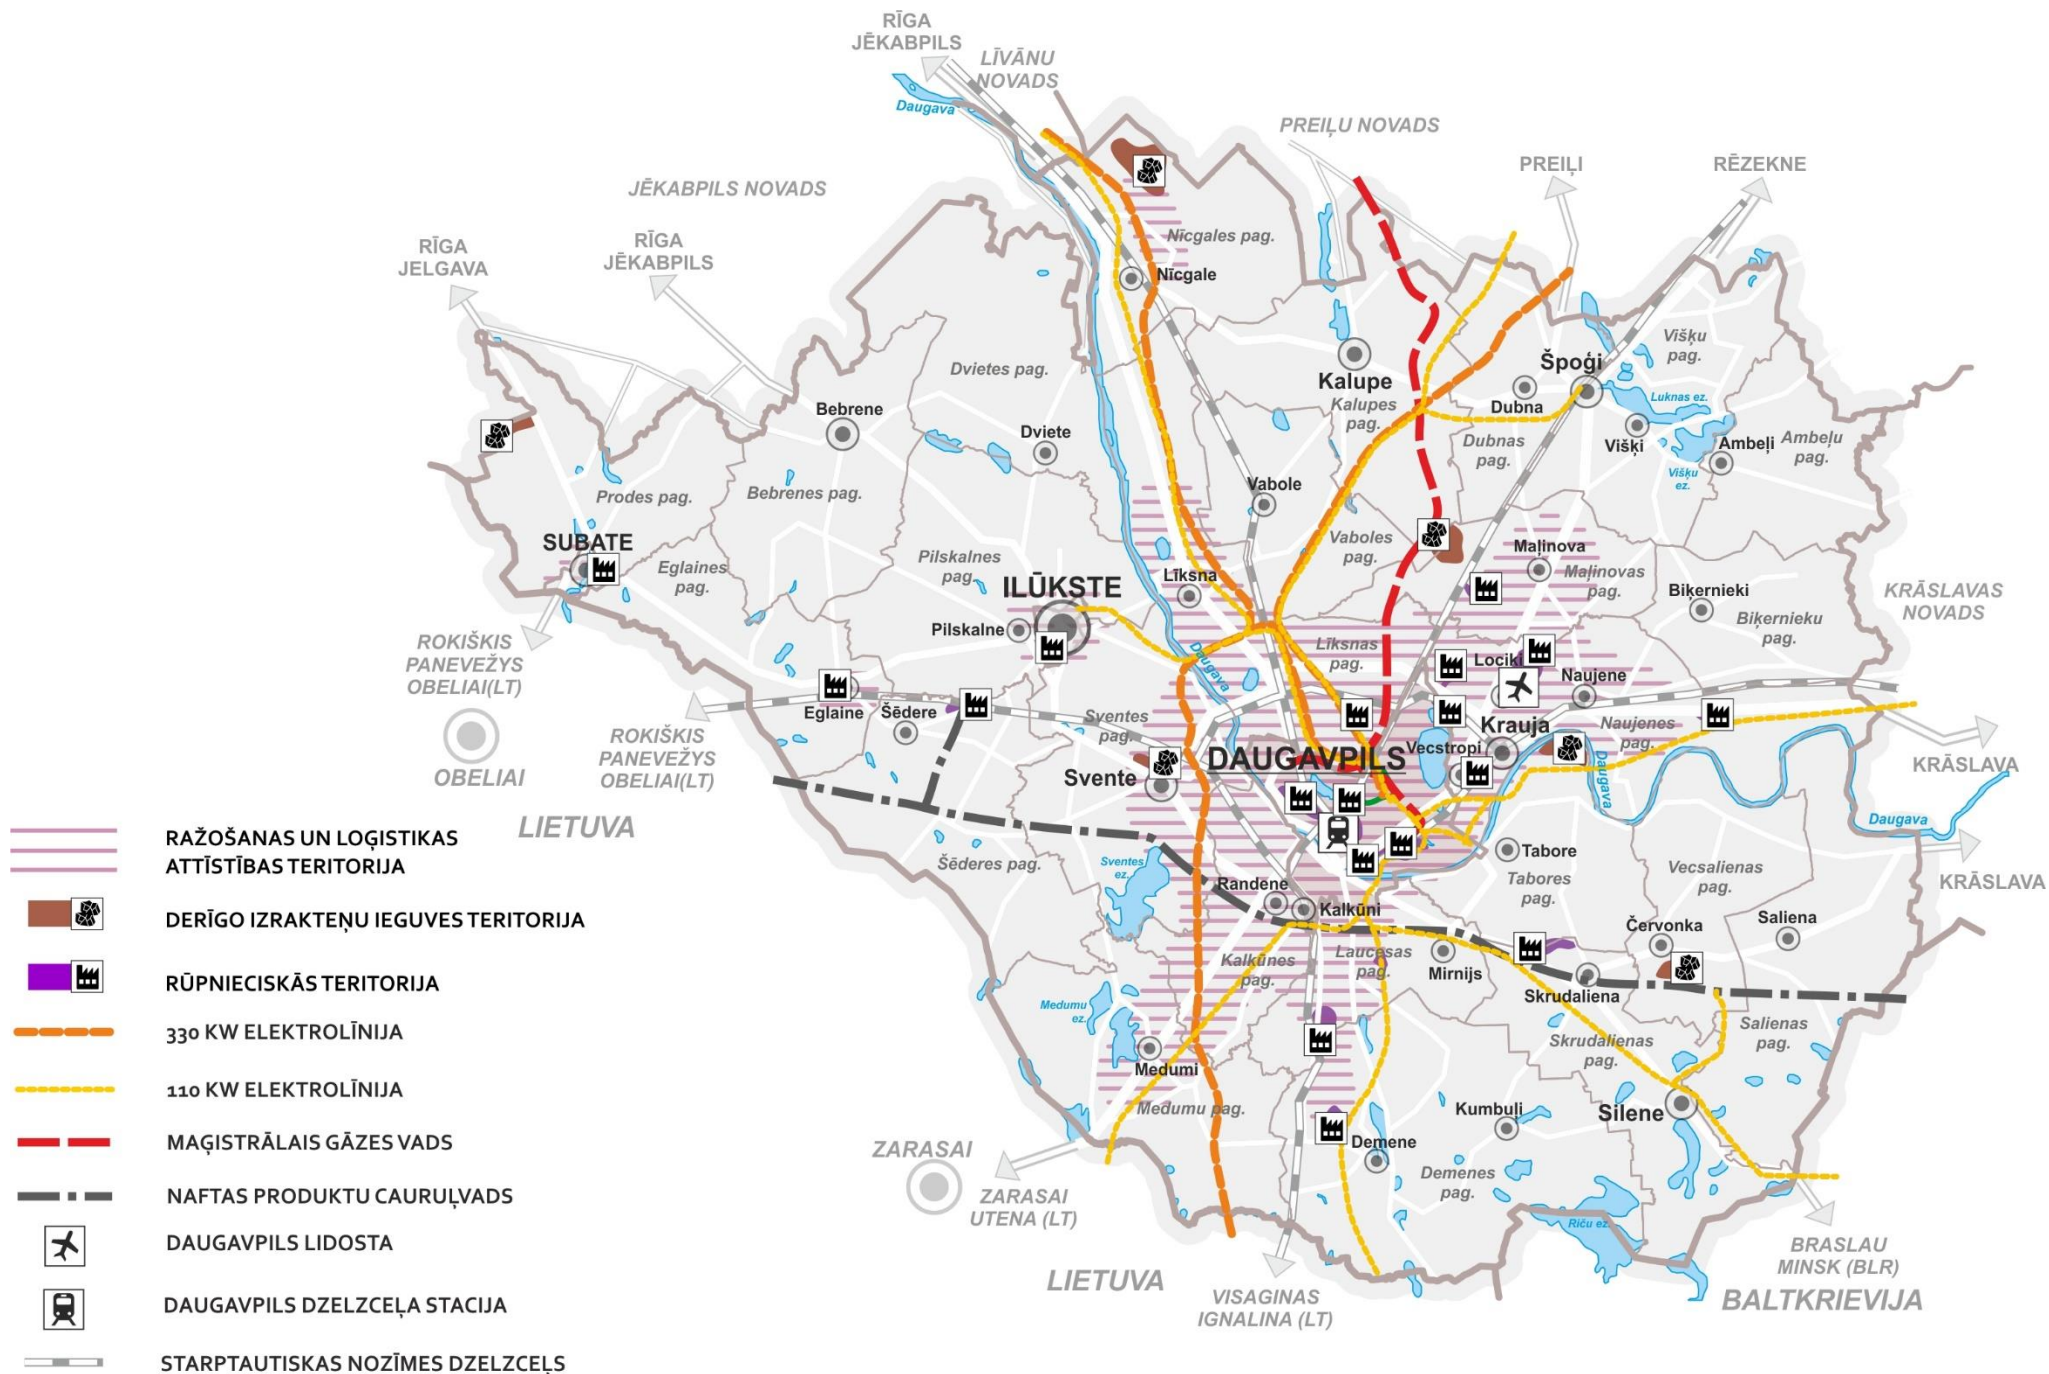 RĪGA
JĒKABPILS
LĪVĀNU
NOVADS
Daugava
PREIĻU NOVADS
PREIĻI
RĒZEKNE
JĒKABPILS NOVADS
RĪGA
JELGAVA
RĪGA
JĒKABPILS
Nīcgales pag.
Nīcgale
Višķu
pag.
Špoģi
Kalupe
Kalupes
pag.
Dubna
Luknas ez.
Dvietes pag.
Bebrene
Dviete
Dubnas
pag.
Višķi
Ambeļi
Ambeļu
pag.
Višķu
ez.
Prodes pag.
Bebrenes pag.
Vabole
SUBATE
Eglaines
pag.
Pilskalnes
pag.
Vaboles
pag.
Maļinova
Maļinovas
pag.
ILŪKSTE
Līksna
Biķernieki
Biķernieku
pag.
KRĀSLAVAS
NOVADS
Pilskalne
ROKIŠKIS
PANEVEŽYS
OBELIAI(LT)
Daugava
Līksnas
pag.
Lociki
Naujene
Eglaine
Šēdere
Sventes
pag.
Krauja
Naujenes
pag.
ROKIŠKIS
PANEVEŽYS
OBELIAI(LT)
OBELIAI
DAUGAVPILS
Vecstropi
Daugava
KRĀSLAVA
Svente
LIETUVA
Daugava
Šēderes pag.
Sventes
ez.
Tabore
Tabores
pag.
Vecsalienas
pag.
KRĀSLAVA
Randene
Kalkūni
Červonka
Saliena
Kalkūnes
pag.
Laucesas
pag.
Mirnijs
Skrudaliena
Medumu
ez.
Salienas
pag.
Skrudalienas
pag.
Medumi
Medumu pag.
Kumbuļi
Silene
Demene
Demenes
pag.
ZARASAI
ZARASAI
UTENA (LT)
Riču ez.
LIETUVA
VISAGINAS
IGNALINA (LT)
BRASLAU
MINSK (BLR)
BALTKRIEVIJA
RAŽOŠANAS UN LOĢISTIKAS
ATTĪSTĪBAS TERITORIJA
DERĪGO IZRAKTEŅU IEGUVES TERITORIJA
RŪPNIECISKĀS TERITORIJA
330 KW ELEKTROLĪNIJA
110 KW ELEKTROLĪNIJA
MAĢISTRĀLAIS GĀZES VADS
NAFTAS PRODUKTU CAURUĻVADS
DAUGAVPILS LIDOSTA
DAUGAVPILS DZELZCEĻA STACIJA
STARPTAUTISKAS NOZĪMES DZELZCEĻŠ